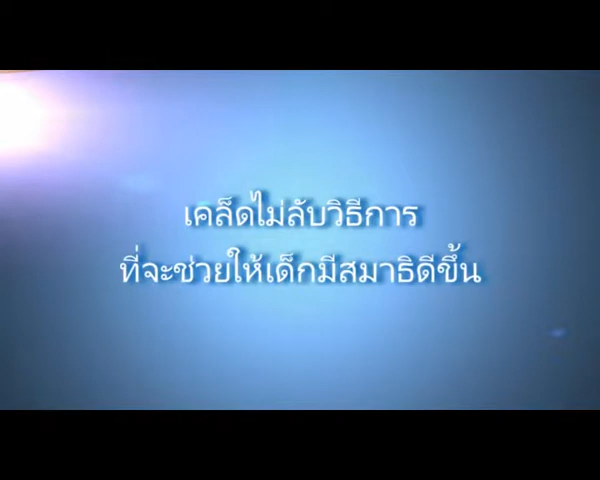 เคล็ดไม่ลับวิธีการ
ที่จะช่วยให้เด็กมีสมาธิดีขึ้น